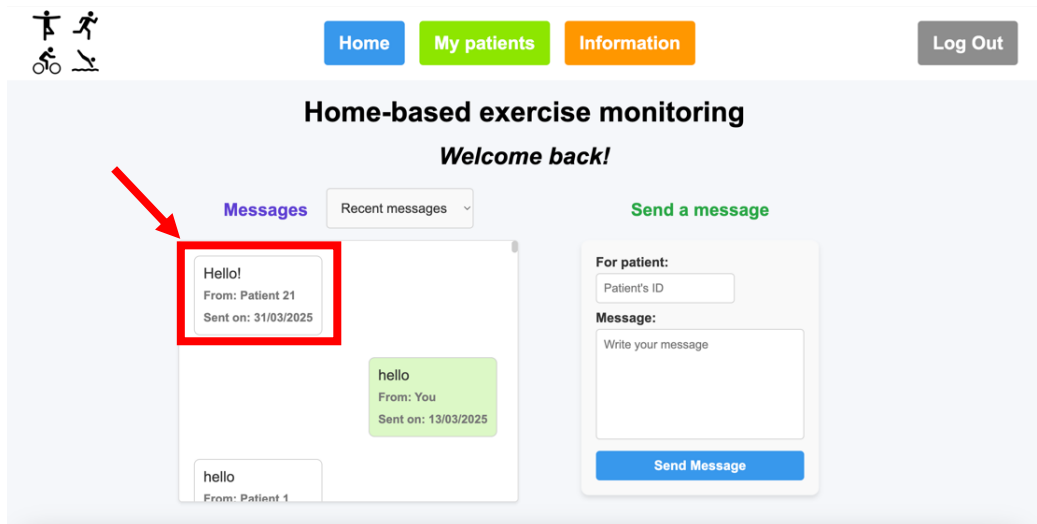 Home
My patients
Information
Log Out
Home-based exercise monitoring
Welcome back!
Messages
Recent messages
Hello!
From: Patient 21
Sent on: 31/03/2025
hello
From: You
Sent on: 13/03/2025
hello
From: Patient 1
Send a message
For patient:
Patient's ID
Message:
Write your message
Send Message